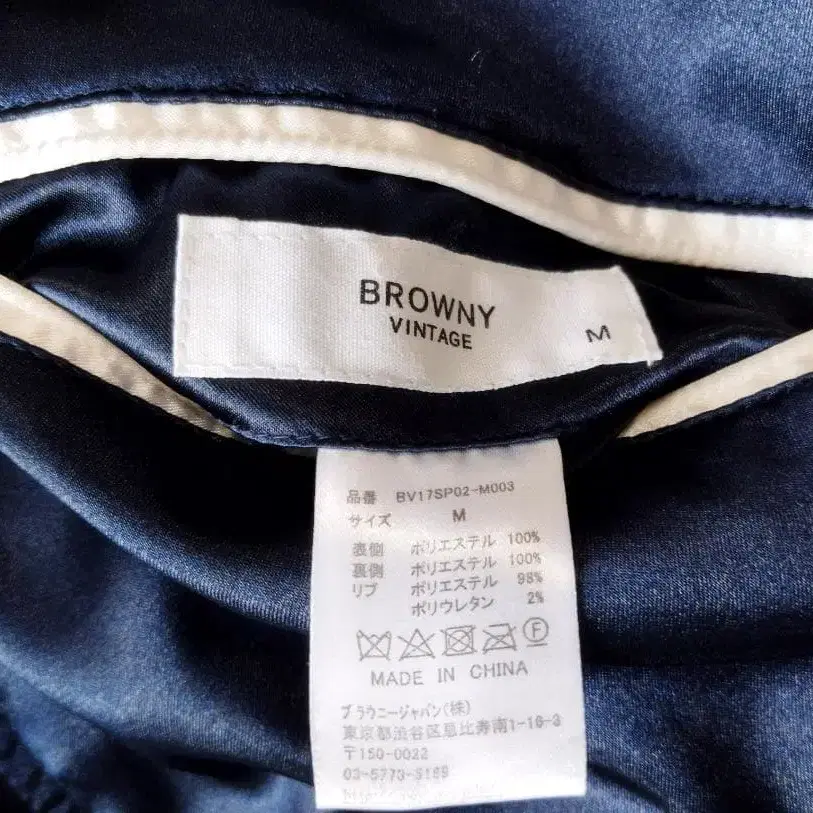 BROWNY
VINTAGE
M
品番 BV17SP02-M003
サイズ M
表側 ポリエステル 100%
裏側 ポリエステル 100%
リブ ポリエステル 98%
ポリウレタン 2%
F
MADE IN CHINA
ブラウニージャパン(株)
東京都渋谷区恵比寿南1-16-3
〒150-0022
03-5773-5189